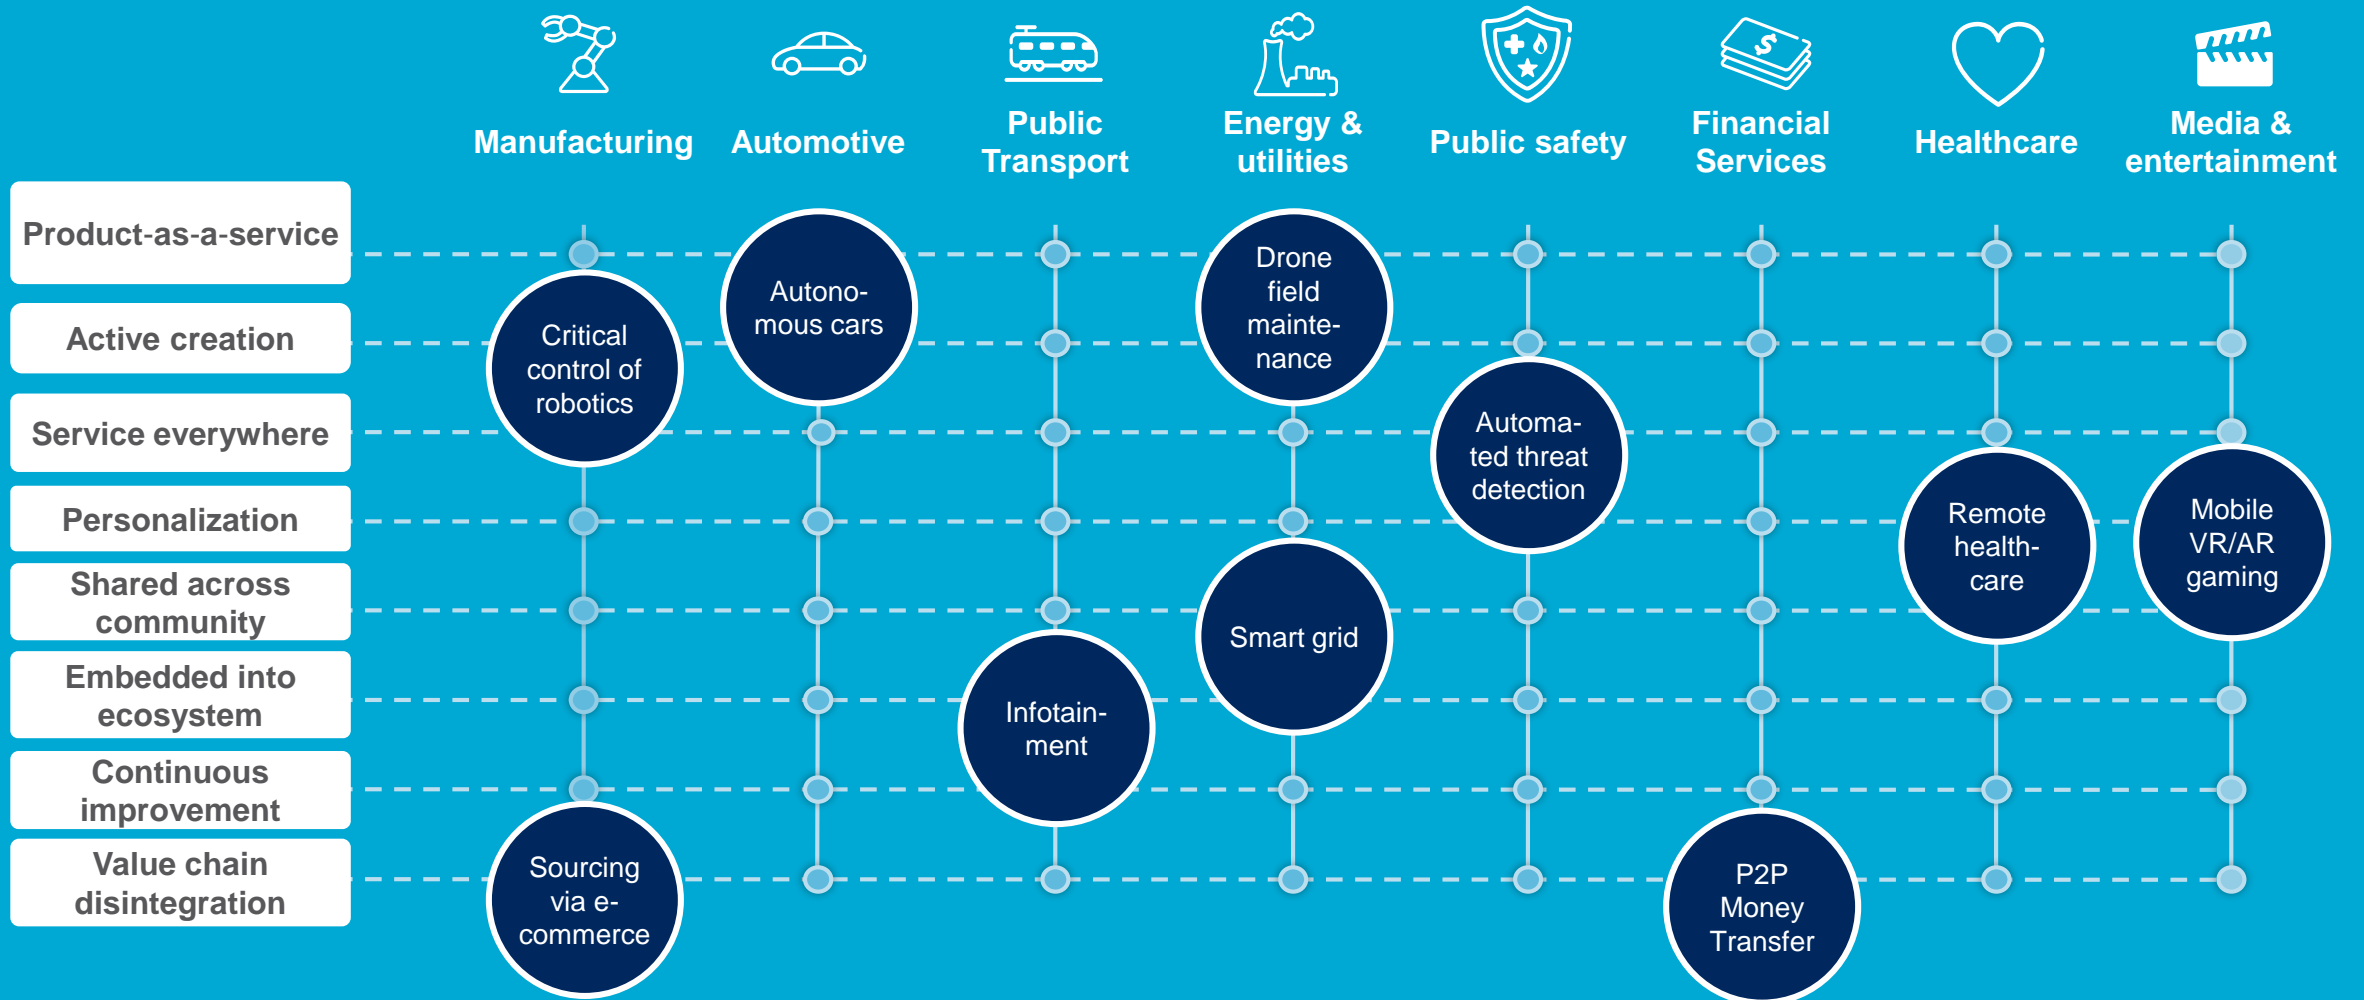 Manufacturing
Automotive
Public
Transport
Energy &
utilities
Public safety
Financial
Services
Healthcare
Media &
entertainment
Product-as-a-service
Active creation
Service everywhere
Personalization
Shared across
community
Embedded into
ecosystem
Continuous
improvement
Value chain
disintegration
Critical
control of
robotics
Sourcing
via e-
commerce
Autono-
mous cars
Infotain-
ment
Drone
field
mainte-
nance
Smart grid
Automa-
ted threat
detection
$
P2P
Money
Transfer
Remote
health-
care
Mobile
VR/AR
gaming